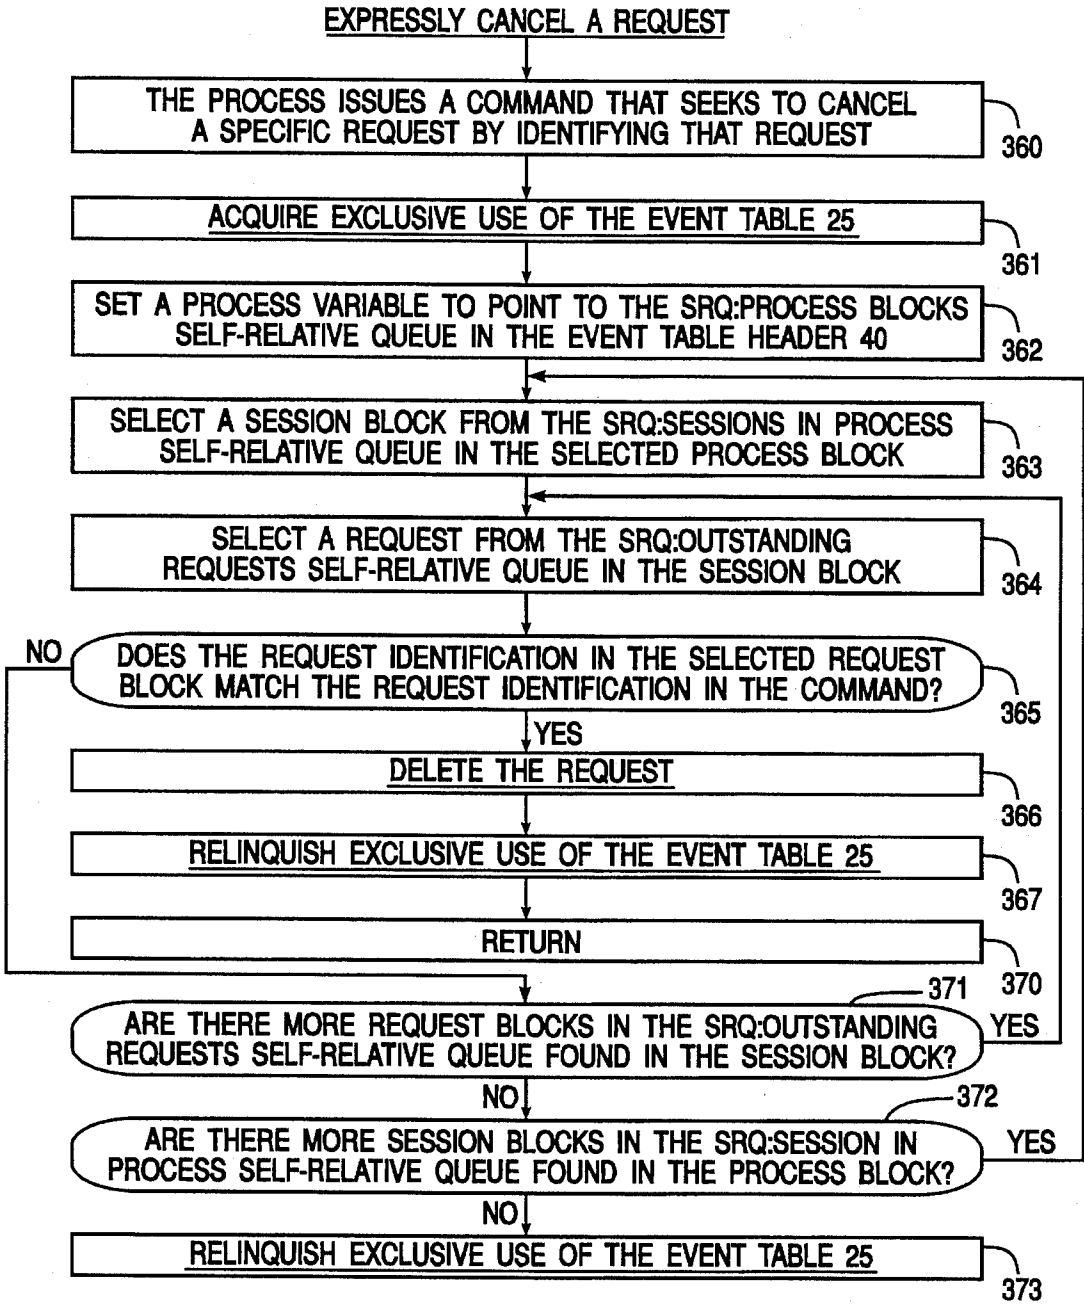 EXPRESSLY CANCEL A REQUEST
THE PROCESS ISSUES A COMMAND THAT SEEKS TO CANCEL
A SPECIFIC REQUEST BY IDENTIFYING THAT REQUEST
360
ACQUIRE EXCLUSIVE USE OF THE EVENT TABLE 25
361
SET A PROCESS VARIABLE TO POINT TO THE SRQ:PROCESS BLOCKS
SELF-RELATIVE QUEUE IN THE EVENT TABLE HEADER 40
362
SELECT A SESSION BLOCK FROM THE SRQ:SESSIONS IN PROCESS
SELF-RELATIVE QUEUE IN THE SELECTED PROCESS BLOCK
363
SELECT A REQUEST FROM THE SRQ:OUTSTANDING
REQUESTS SELF-RELATIVE QUEUE IN THE SESSION BLOCK
364
NO
DOES THE REQUEST IDENTIFICATION IN THE SELECTED REQUEST
BLOCK MATCH THE REQUEST IDENTIFICATION IN THE COMMAND?
365
YES
DELETE THE REQUEST
366
RELINQUISH EXCLUSIVE USE OF THE EVENT TABLE 25
367
RETURN
370
371
ARE THERE MORE REQUEST BLOCKS IN THE SRQ:OUTSTANDING
REQUESTS SELF-RELATIVE QUEUE FOUND IN THE SESSION BLOCK?
YES
NO
372
ARE THERE MORE SESSION BLOCKS IN THE SRQ:SESSION IN
PROCESS SELF-RELATIVE QUEUE FOUND IN THE PROCESS BLOCK?
YES
NO
RELINQUISH EXCLUSIVE USE OF THE EVENT TABLE 25
373